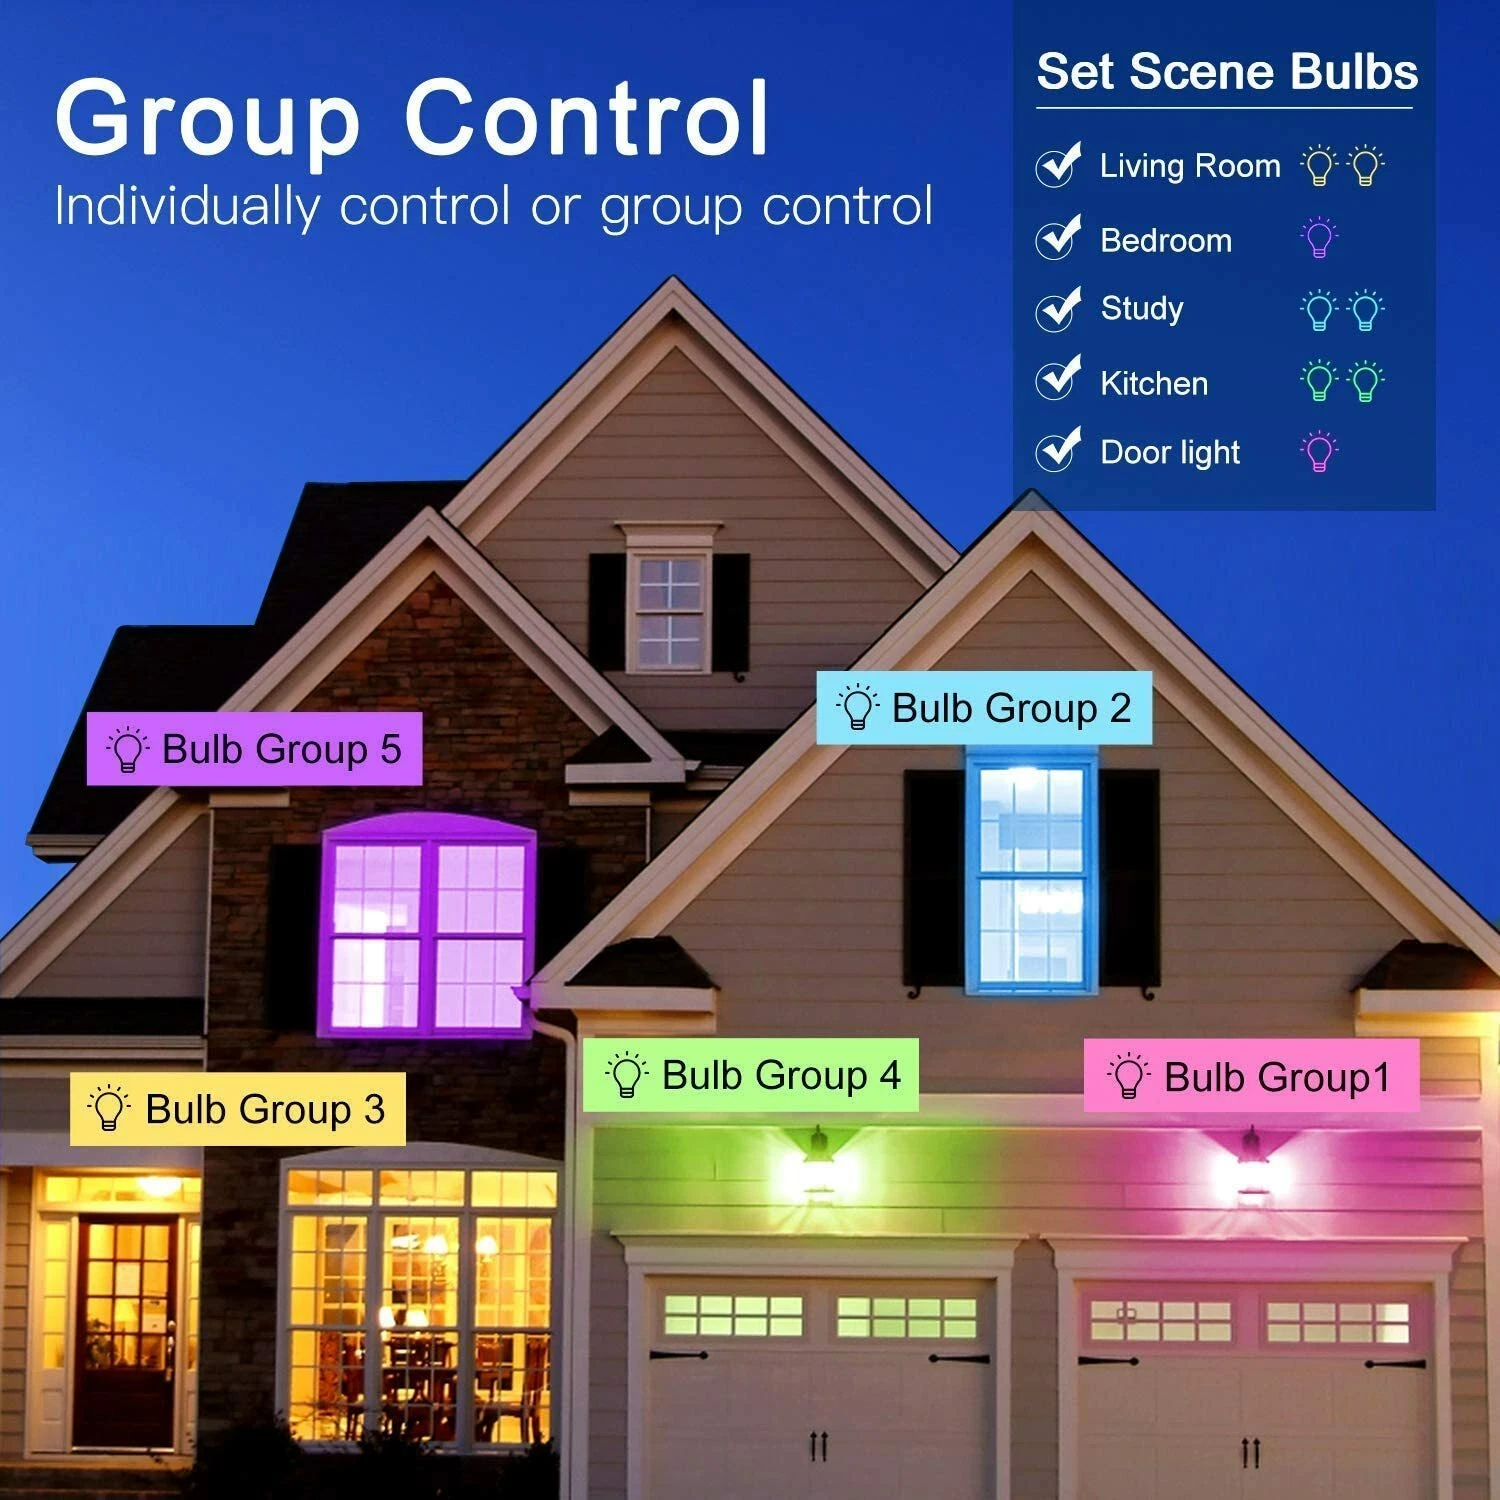 Group Control
Individually control or group control
Set Scene Bulbs
Living Room
Bedroom
Study
Kitchen
Door light
Bulb Group 2
Bulb Group 5
Bulb Group 4
Bulb Group1
Bulb Group 3